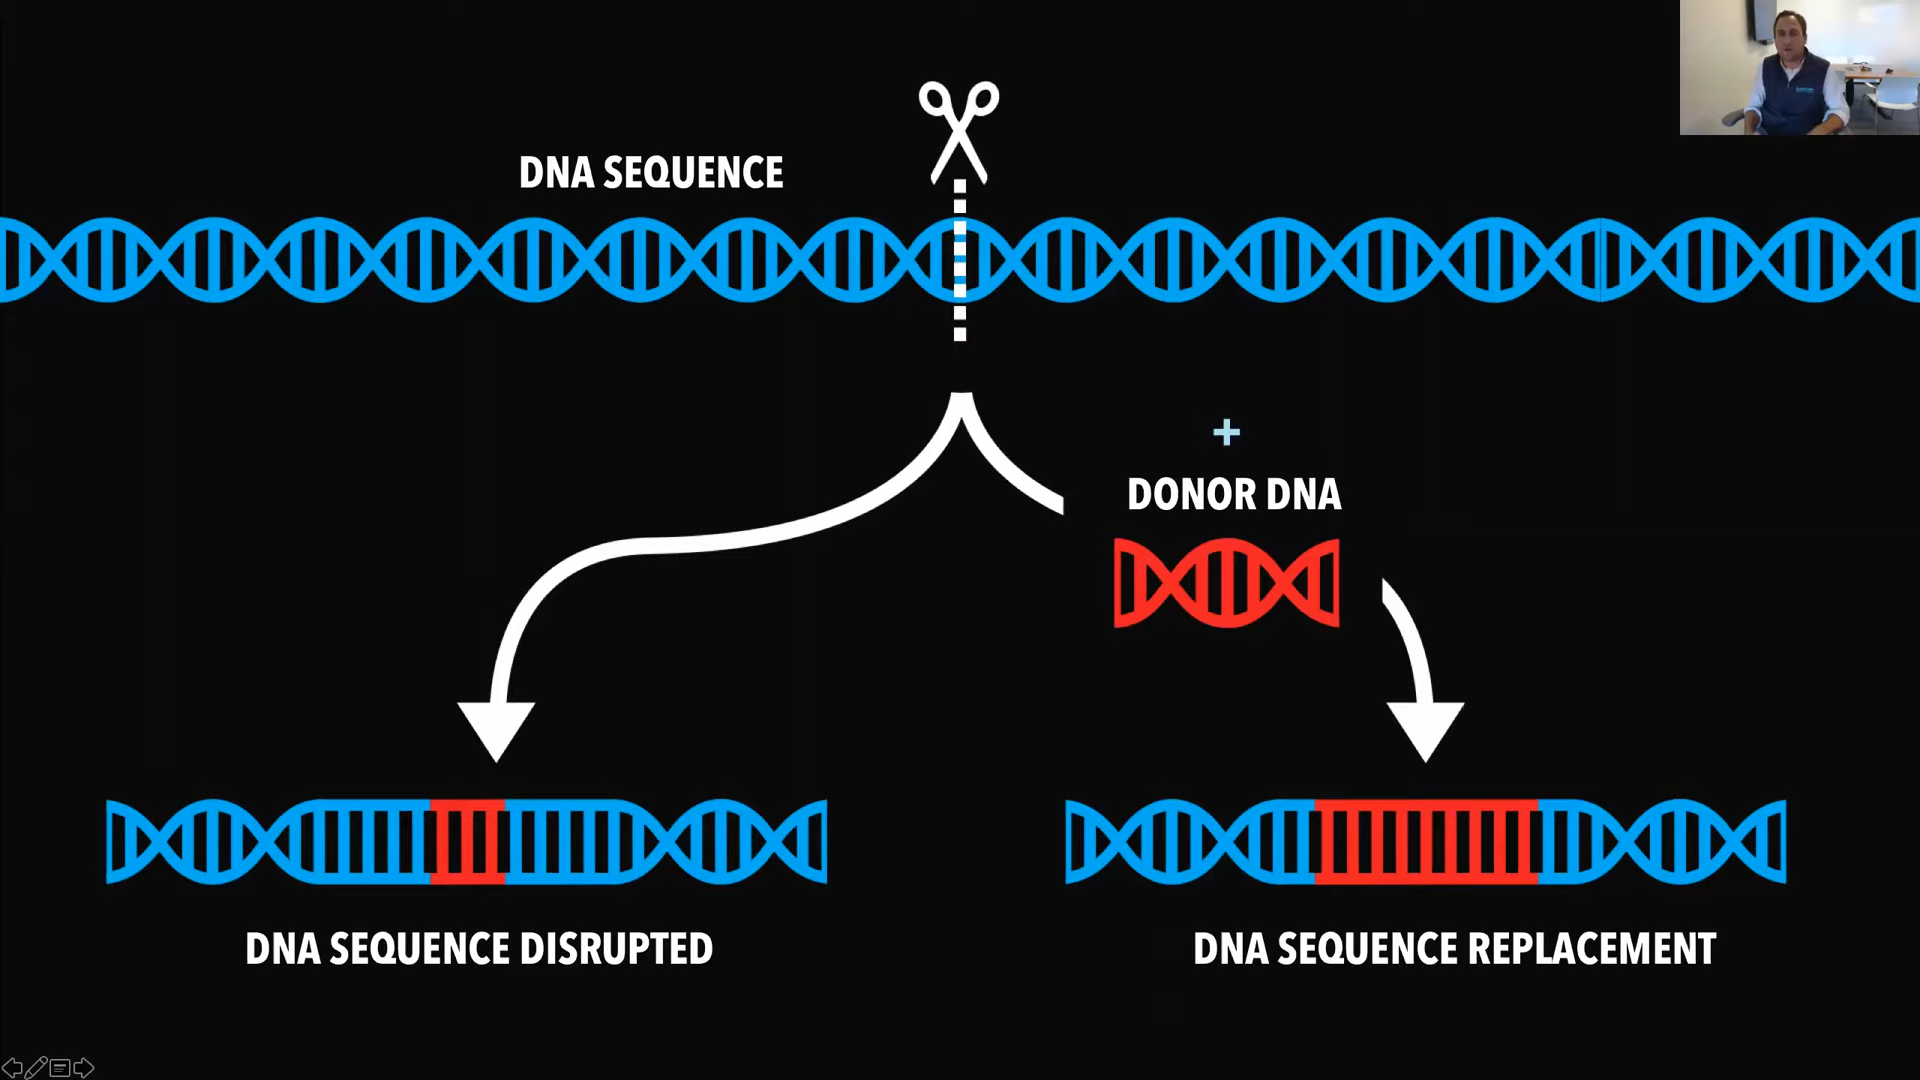 DNA SEQUENCE
+
DONOR DNA
DNA SEQUENCE DISRUPTED
DNA SEQUENCE REPLACEMENT